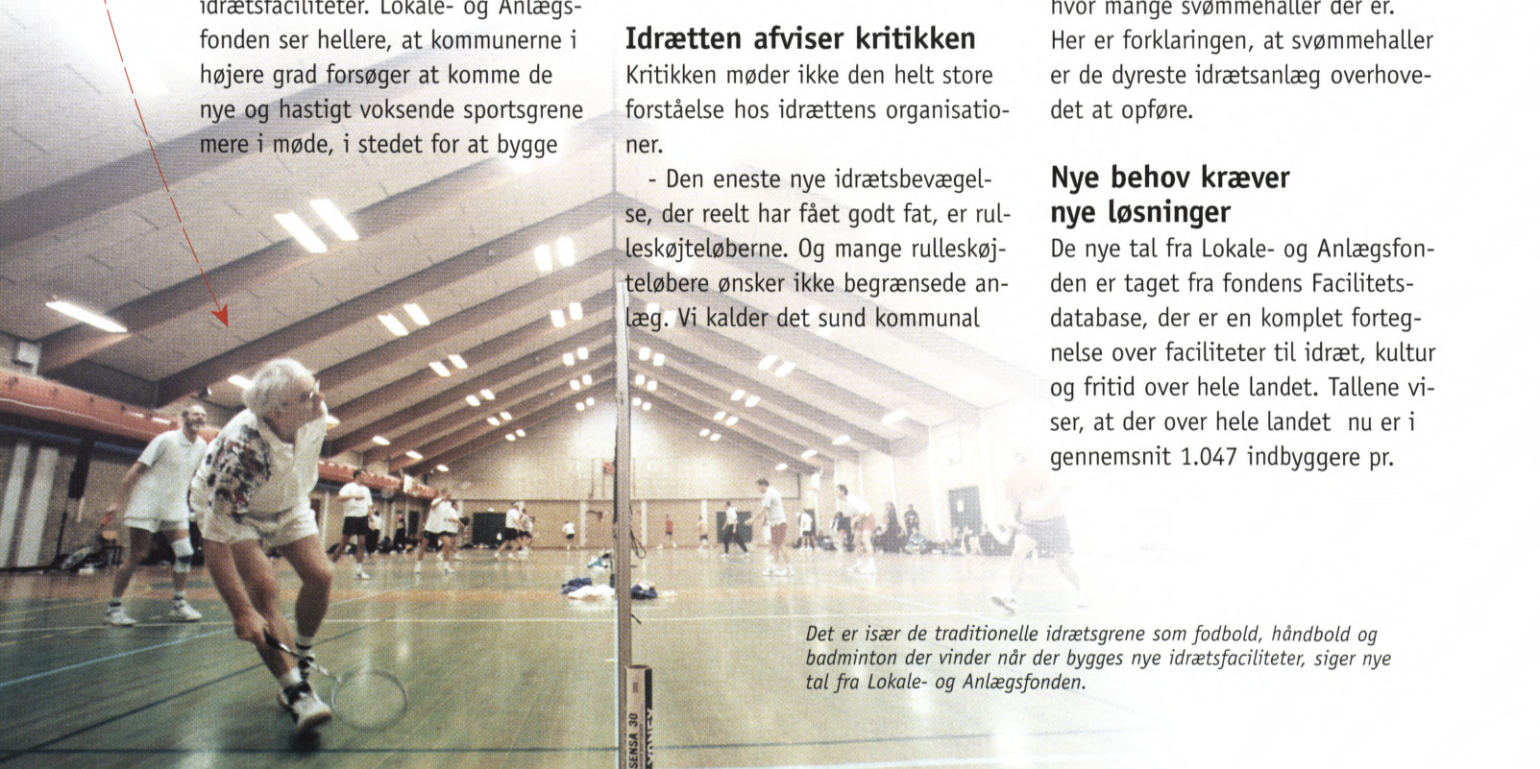 idrætsfaciliteter. Lokale- og Anlægs-
fonden ser hellere, at kommunerne i
højere grad forsøger at komme de
nye og hastigt voksende sportsgrene
mere i møde, i stedet for at bygge
Idrætten afviser kritikken
Kritikken møder ikke den helt store
forståelse hos idrættens organisatio-
ner.
- Den eneste nye idrætsbevægel-
se, der reelt har fået godt fat, er rul-
leskøjteløberne. Og mange rulleskøj-
teløbere ønsker ikke begrænsede an-
læg. Vi kalder det sund kommunal
hvor mange svømmehaller der er.
Her er forklaringen, at svømmehaller
er de dyreste idrætsanlæg overhove-
det at opføre.
Nye behov kræver
nye løsninger
De nye tal fra Lokale- og Anlægsfon-
den er taget fra fondens Facilitets-
database, der er en komplet forteg-
nelse over faciliteter til idræt, kultur
og fritid over hele landet. Tallene vi-
ser, at der over hele landet nu er i
gennemsnit 1.047 indbyggere pr.
Det er især de traditionelle idrætsgrene som fodbold, håndbold og
badminton der vinder når der bygges nye idrætsfaciliteter, siger nye
tal fra Lokale- og Anlægsfonden.
SENSA 30